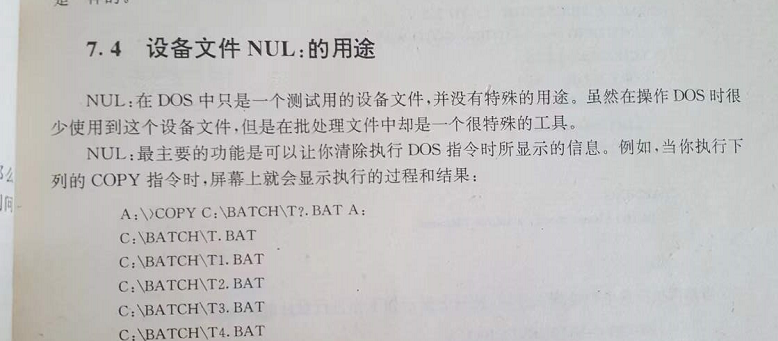 7.4 设备文件 NUL:的用途
NUL:在 DOS 中只是一个测试用的设备文件,并没有特殊的用途。虽然在操作 DOS 时很
少使用到这个设备文件,但是在批处理文件中却是一个很特殊的工具。
NUL:最主要的功能是可以让你清除执行 DOS 指令时所显示的信息。例如,当你执行下
列的 COPY 指令时,屏幕上就会显示执行的过程和结果:
A:\>COPY C:\BATCH\T?.BAT A:
C:\BATCH\T.BAT
C:\BATCH\T1.BAT
C:\BATCH\T2.BAT
C:\BATCH\T3.BAT
C:\BATCH\T4.BAT